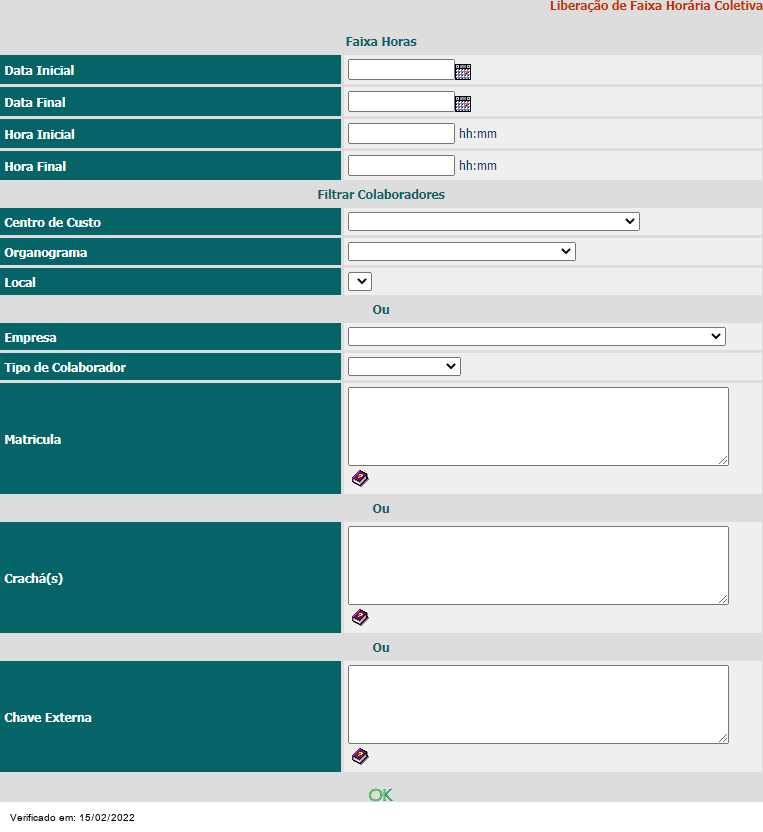 Liberação de Faixa Horária Coletiva
Faixa Horas
Data Inicial
Data Final
Hora Inicial hh:mm
Hora Final hh:mm
Filtrar Colaboradores
Centro de Custo
Organograma
Local
Ou
Empresa
Tipo de Colaborador
Matricula
Ou
Crachá(s)
Ou
Chave Externa
OK
Verificado em: 15/02/2022